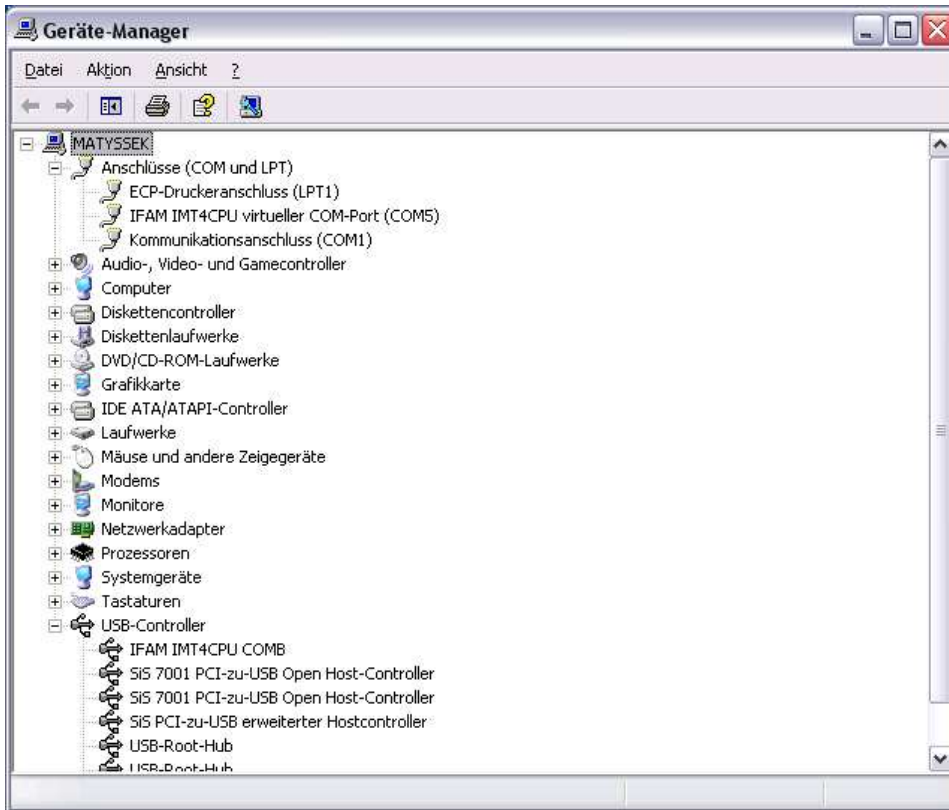 Geräte-Manager
Datei Aktion Ansicht ?
MATYSSEK
Anschlüsse (COM und LPT)
ECP-Druckeranschluss (LPT1)
IFAM IMT4CPU virtueller COM-Port (COM5)
Kommunikationsanschluss (COM1)
Audio-, Video- und Gamecontroller
Computer
Diskettencontroller
Diskettenlaufwerke
DVD/CD-ROM-Laufwerke
Grafikkarte
IDE ATA/ATAPI-Controller
Laufwerke
Mäuse und andere Zeigegeräte
Modems
Monitore
Netzwerkadapter
Prozessoren
Systemgeräte
Tastaturen
USB-Controller
IFAM IMT4CPU COMB
SiS 7001 PCI-zu-USB Open Host-Controller
SiS 7001 PCI-zu-USB Open Host-Controller
SiS PCI-zu-USB erweiterter Hostcontroller
USB-Root-Hub
USB-Root-Hub